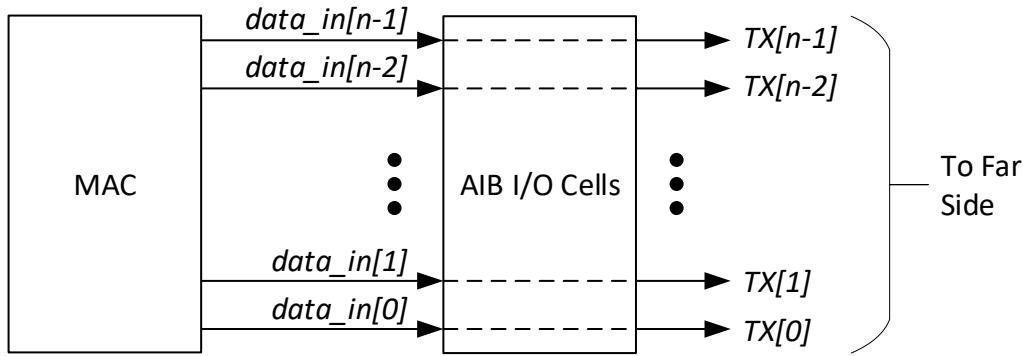 data_in[n-1]
TX[n-1]
data_in[n-2]
TX[n-2]
MAC
AIB I/O Cells
To Far
Side
data_in[1]
TX[1]
data_in[0]
TX[0]